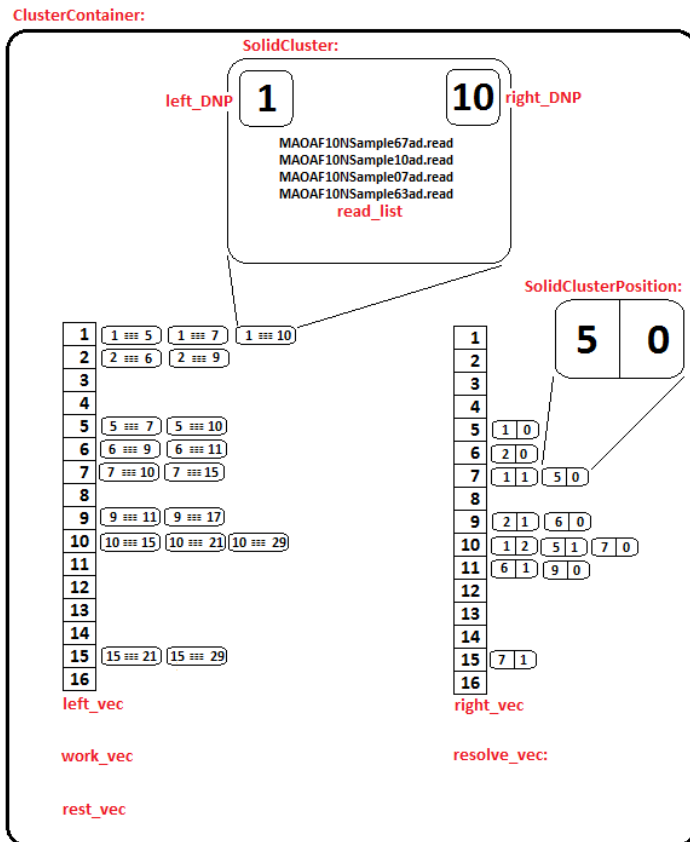 ClusterContainer:
SolidCluster:
left_DNP 1 10 right_DNP
MAOAF10NSample67ad.read
MAOAF10NSample10ad.read
MAOAF10NSample07ad.read
MAOAF10NSample63ad.read
read_list
SolidClusterPosition:
5 0
1 1 ≡≡≡ 5 1 ≡≡≡ 7 1 ≡≡≡ 10
2 2 ≡≡≡ 6 2 ≡≡≡ 9
3
4
5 5 ≡≡≡ 7 5 ≡≡≡ 10
6 6 ≡≡≡ 9 6 ≡≡≡ 11
7 7 ≡≡≡ 10 7 ≡≡≡ 15
8
9 9 ≡≡≡ 11 9 ≡≡≡ 17
10 10 ≡≡≡ 15 10 ≡≡≡ 21 10 ≡≡≡ 29
11
12
13
14
15 15 ≡≡≡ 21 15 ≡≡≡ 29
16
left_vec
1
2
3
4
5 1 0
6 2 0
7 1 1 5 0
8
9 2 1 6 0
10 1 2 5 1 7 0
11 6 1 9 0
12
13
14
15 7 1
16
right_vec
work_vec
resolve_vec:
rest_vec